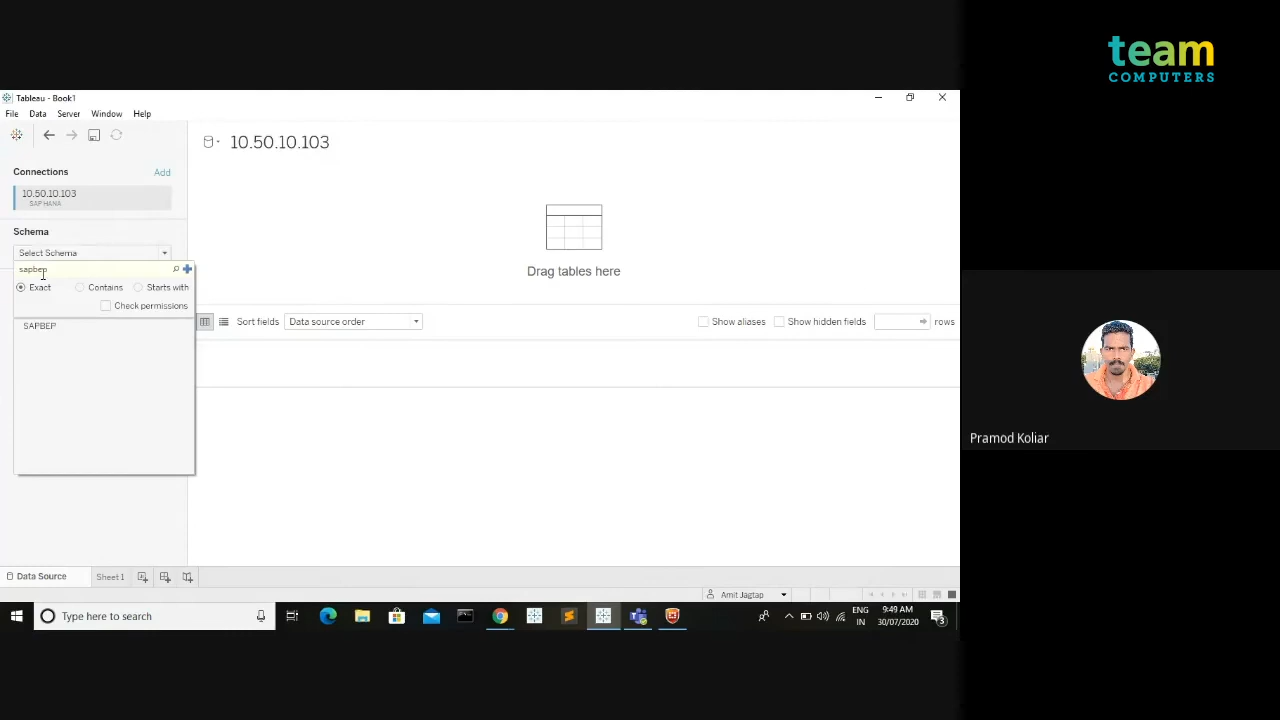 team
COMPUTERS
Tableau - Book1
File Data Server Window Help
Connections Add
10.50.10.103
SAP HANA
Schema
Select Schema
sapbep
Exact Contains Starts with
Check permissions
SAPBEP
10.50.10.103
Drag tables here
Sort fields Data source order Show aliases Show hidden fields rows
Data Source Sheet 1
Amit Jagtap
Type here to search
ENG
IN
9:49 AM
30/07/2020
3
Pramod Koliar